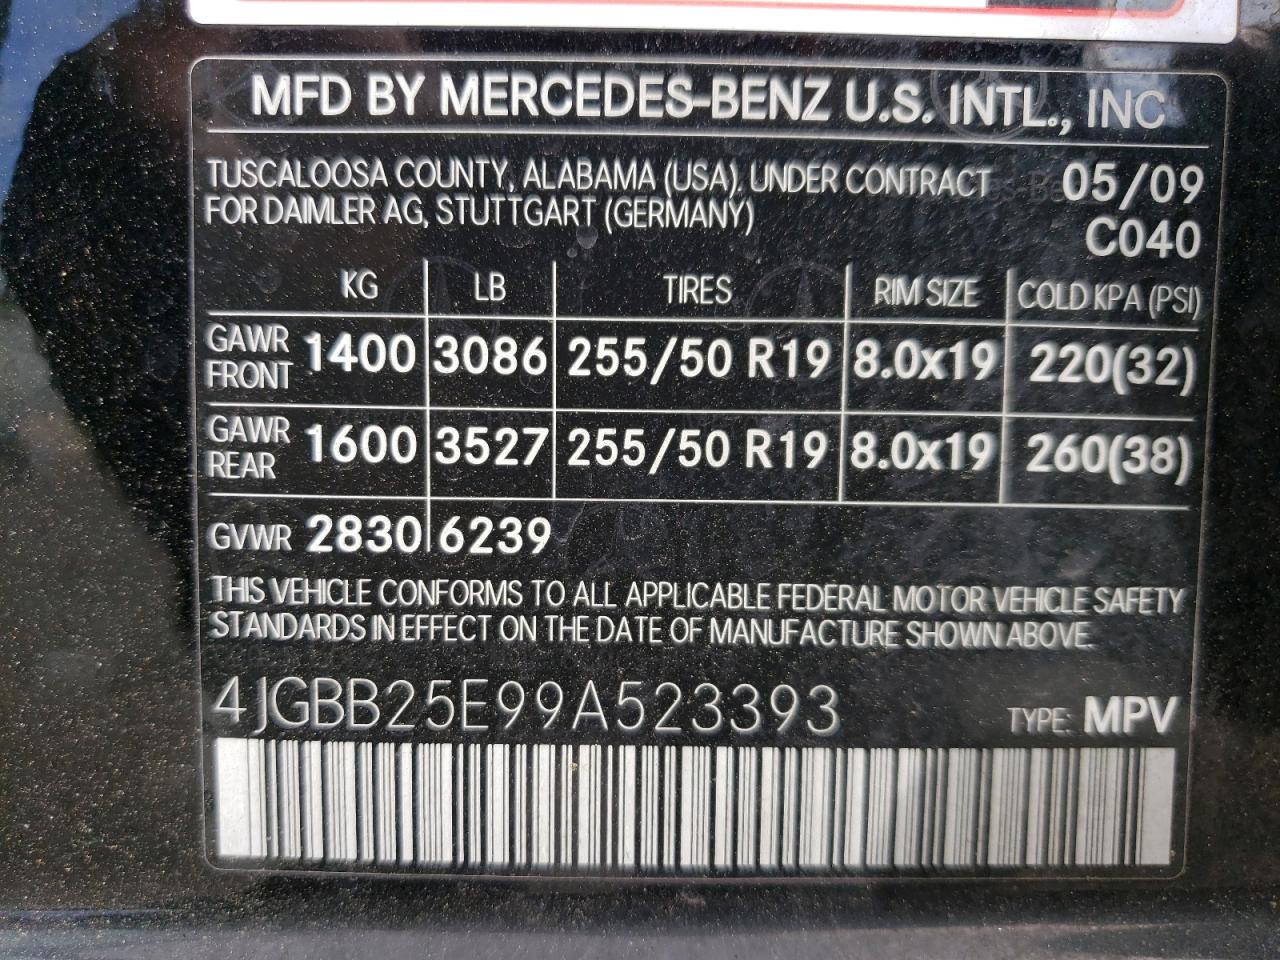 MFD BY MERCEDES-BENZ U.S. INTL., INC
TUSCALOOSA COUNTY, ALABAMA (USA). UNDER CONTRACT 05/09
FOR DAIMLER AG, STUTTGART (GERMANY) C040
KG LB TIRES RIM SIZE COLD KPA (PSI)
GAWR FRONT 1400 3086 255/50 R19 8.0x19 220(32)
GAWR REAR 1600 3527 255/50 R19 8.0x19 260(38)
GVWR 2830 6239
THIS VEHICLE CONFORMS TO ALL APPLICABLE FEDERAL MOTOR VEHICLE SAFETY
STANDARDS IN EFFECT ON THE DATE OF MANUFACTURE SHOWN ABOVE.
4JGBB25E99A523393 TYPE: MPV